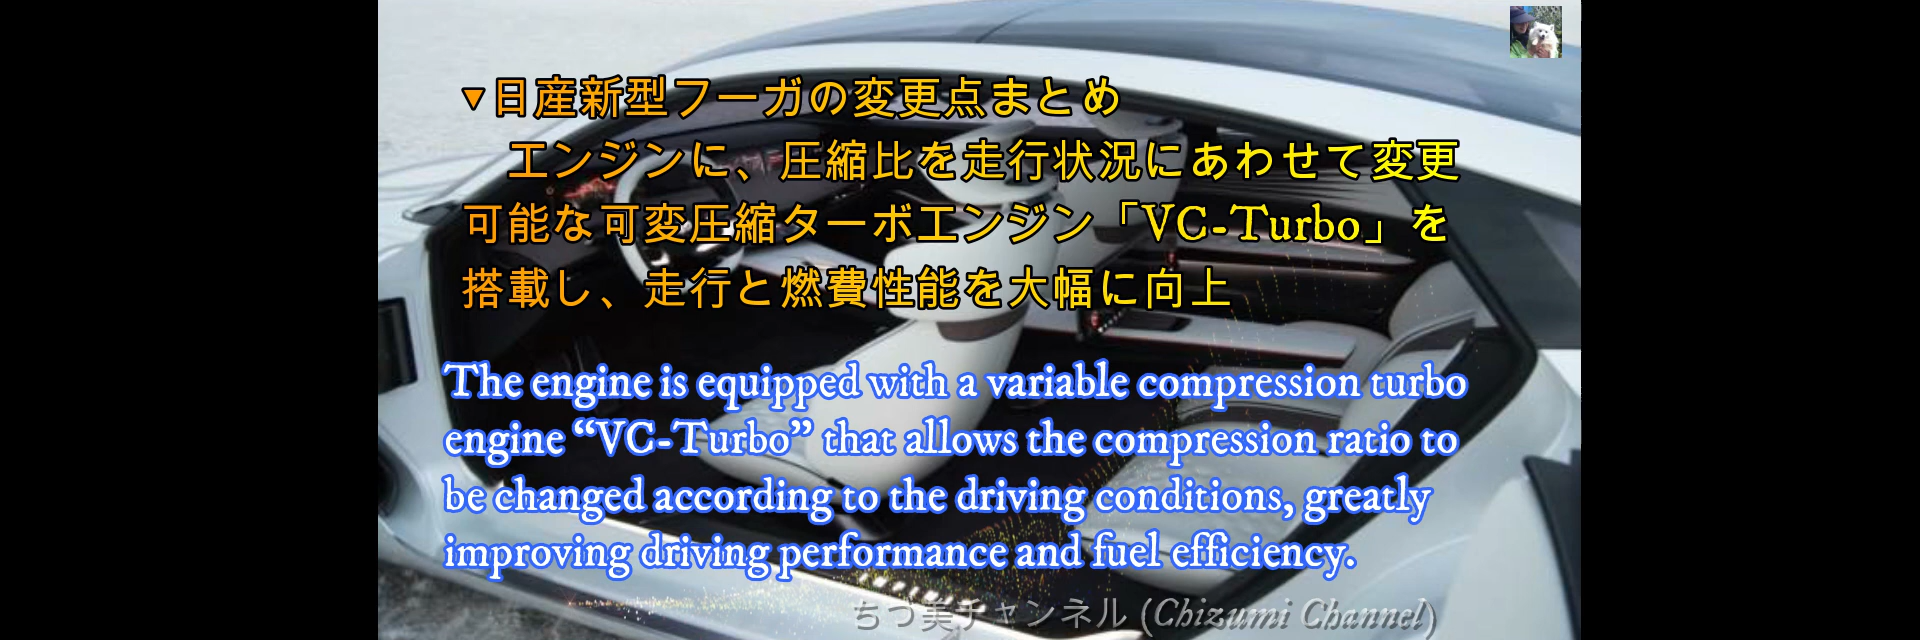 ▼日産新型フーガの変更点まとめ
エンジンに、圧縮比を走行状況にあわせて変更
可能な可変圧縮ターボエンジン「VC-Turbo」を
搭載し、走行と燃費性能を大幅に向上
The engine is equipped with a variable compression turbo
engine “VC-Turbo” that allows the compression ratio to
be changed according to the driving conditions, greatly
improving driving performance and fuel efficiency.
ちづ美チャンネル (Chizumi Channel)